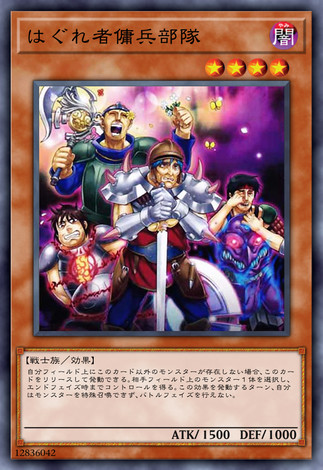 はぐれ者傭兵部隊
闇
やみ
【戦士族／効果】
自分フィールド上にこのカード以外のモンスターが存在しない場合、このカー
ドをリリースして発動できる。相手フィールド上のモンスター１体を選択し、
エンドフェイズ時までコントロールを得る。この効果を発動するターン、自分
はモンスターを特殊召喚できず、バトルフェイズを行えない。
ATK/ 1500 DEF/1000
12836042